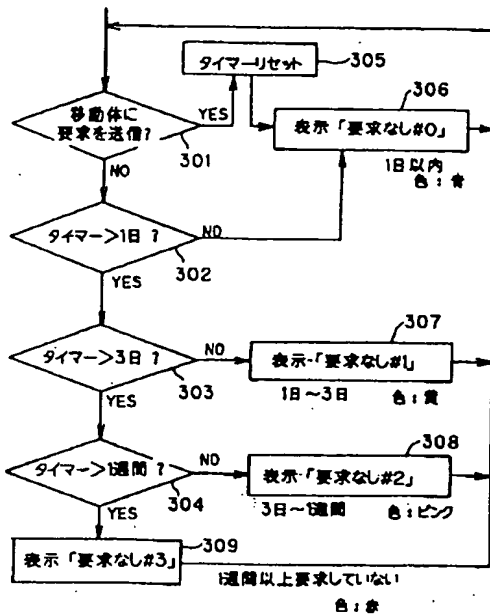 タイマーリセット
305
移動体に
要求を送信?
YES
301
NO
306
表示「要求なし#0」
1日以内
色:青
タイマー>1日?
NO
302
YES
307
タイマー>3日?
NO
303
表示「要求なし#1」
1日~3日
色:黄
YES
308
タイマー>1週間?
NO
304
表示「要求なし#2」
3日~1週間
色:ピンク
YES
309
表示「要求なし#3」
1週間以上要求していない
色:赤